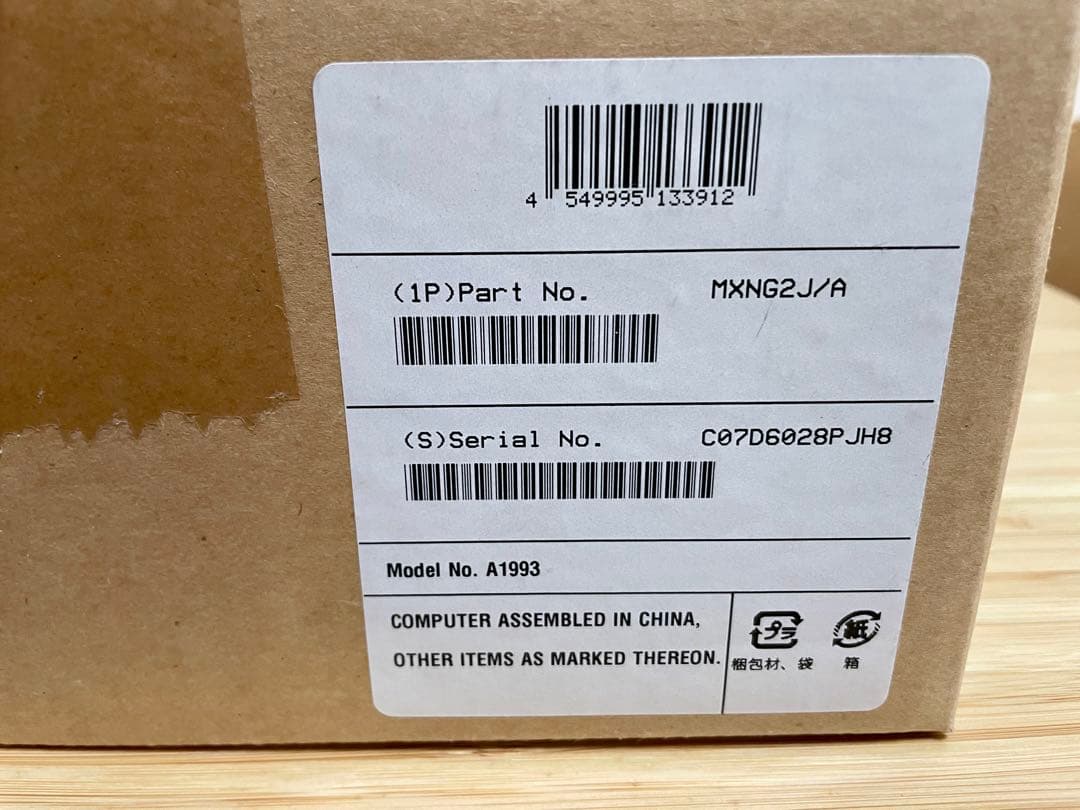 4 549995 133912
(1P)Part No. MXNG2J/A
(S)Serial No. C07D6028PJH8
Model No. A1993
COMPUTER ASSEMBLED IN CHINA,
OTHER ITEMS AS MARKED THEREON.
プラ 紙
梱包材、袋 箱